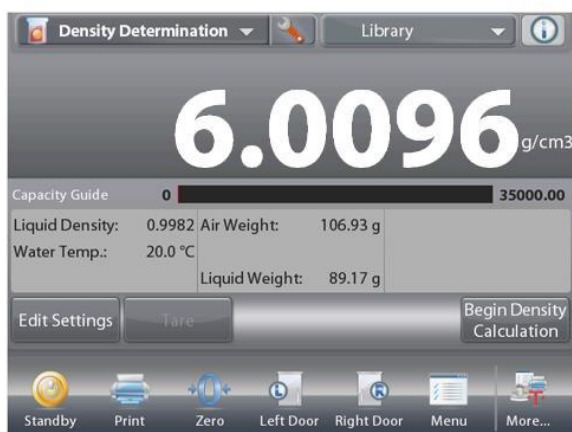 Density Determination
Library
6.0096 g/cm3
Capacity Guide 0 35000.00
Liquid Density: 0.9982 Air Weight: 106.93 g
Water Temp.: 20.0 °C
Liquid Weight: 89.17 g
Edit Settings Tare Begin Density
Calculation
L R
Standby Print Zero Left Door Right Door Menu More...